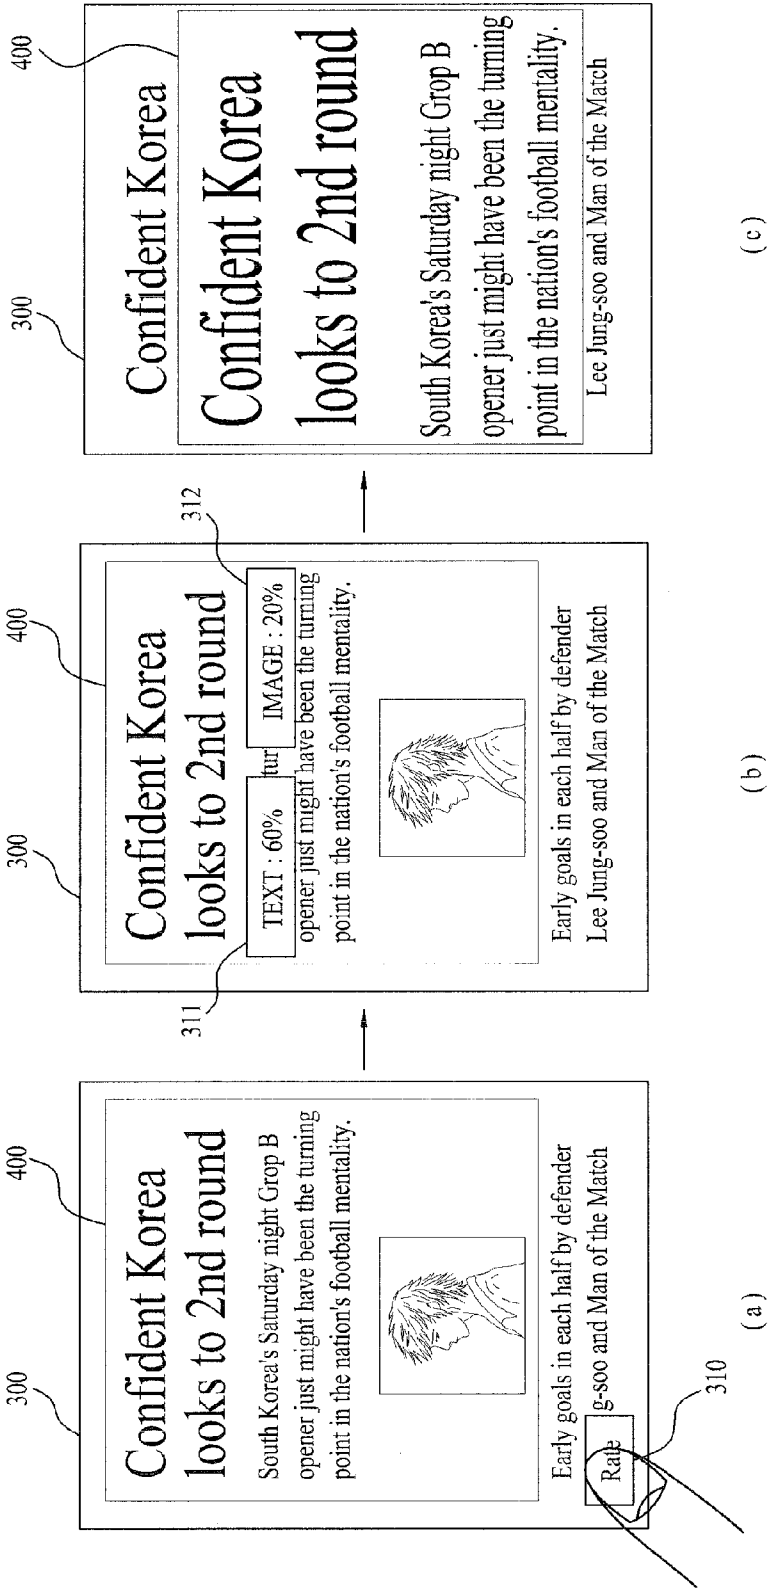 300
400
Confident Korea
looks to 2nd round
South Korea's Saturday night Grop B
opener just might have been the turning
point in the nation's football mentality.
Early goals in each half by defender
Rate g-soo and Man of the Match
310
(a)
300
400
Confident Korea
looks to 2nd round
311
TEXT : 60% tur IMAGE : 20%
312
opener just might have been the turning
point in the nation's football mentality.
Early goals in each half by defender
Lee Jung-soo and Man of the Match
(b)
300
400
Confident Korea
Confident Korea
looks to 2nd round
South Korea's Saturday night Grop B
opener just might have been the turning
point in the nation's football mentality.
Lee Jung-soo and Man of the Match
(c)